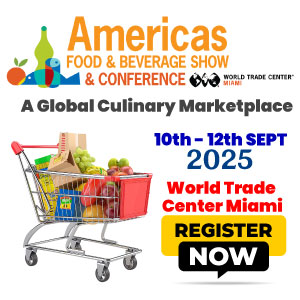 Americas
FOOD & BEVERAGE SHOW
& CONFERENCE
WORLD TRADE CENTER
MIAMI
A Global Culinary Marketplace
10th - 12th SEPT
2025
World Trade
Center Miami
REGISTER
NOW